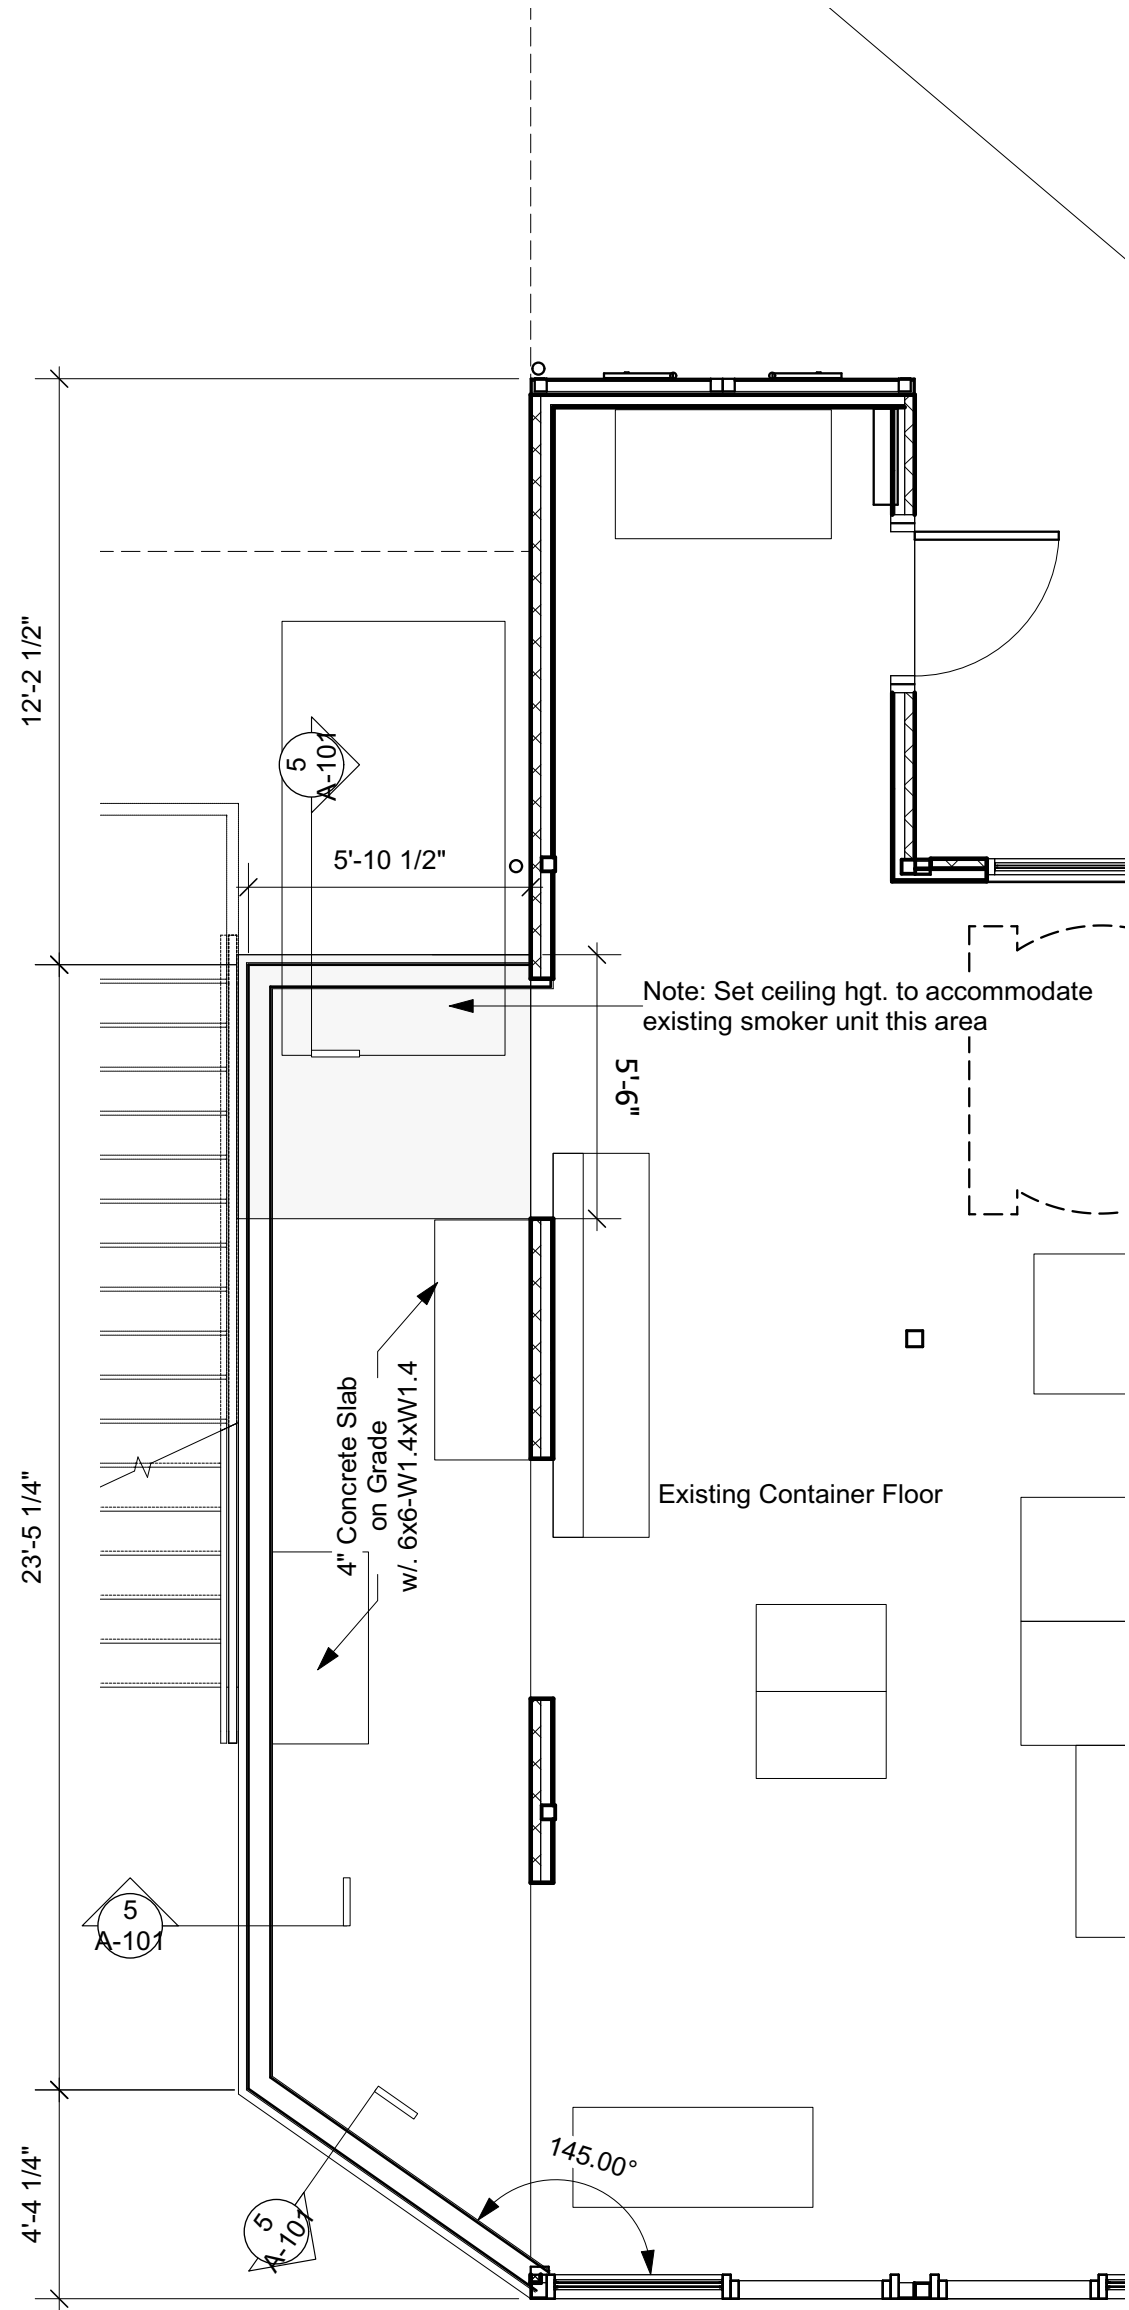 12'-2 1/2"
5
A-101
5'-10 1/2"
Note: Set ceiling hgt. to accommodate
existing smoker unit this area
5'-6"
4" Concrete Slab
on Grade
w/. 6x6-W1.4xW1.4
Existing Container Floor
23'-5 1/4"
5
A-101
145.00°
4'-4 1/4"
5
A-101